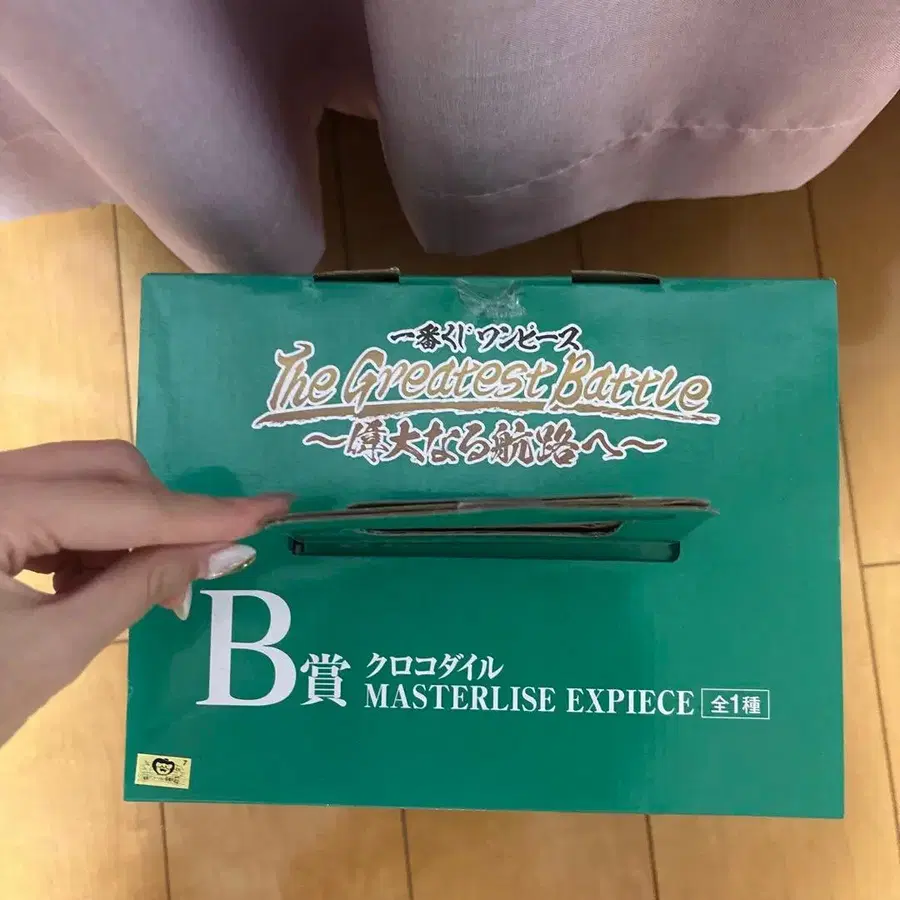 一番くじ ワンピース
The Greatest Battle
～偉大なる航路へ～
B賞
クロコダイル
MASTERLISE EXPIECE 全1種